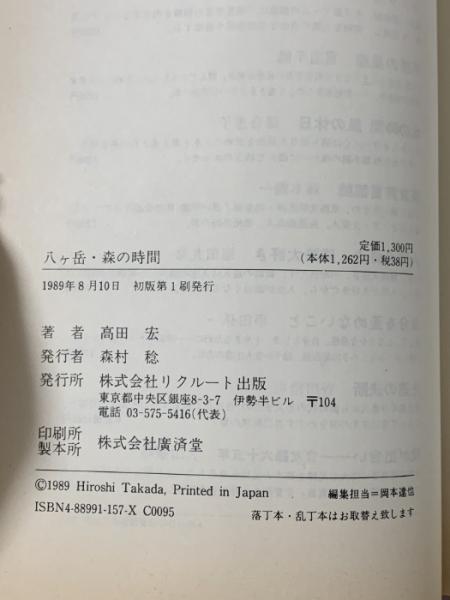 定価1,300円
八ヶ岳・森の時間
(本体1,262円・税38円)
1989年8月10日 初版第1刷発行
著者 高田 宏
発行者 森村 稔
発行所 株式会社リクルート出版
東京都中央区銀座8-3-7 伊勢半ビル 〒104
電話 03-575-5416(代表)
印刷所
製本所 株式会社廣済堂
©1989 Hiroshi Takada, Printed in Japan
編集担当=岡本達也
ISBN4-88991-157-X C0095
落丁本・乱丁本はお取替え致します